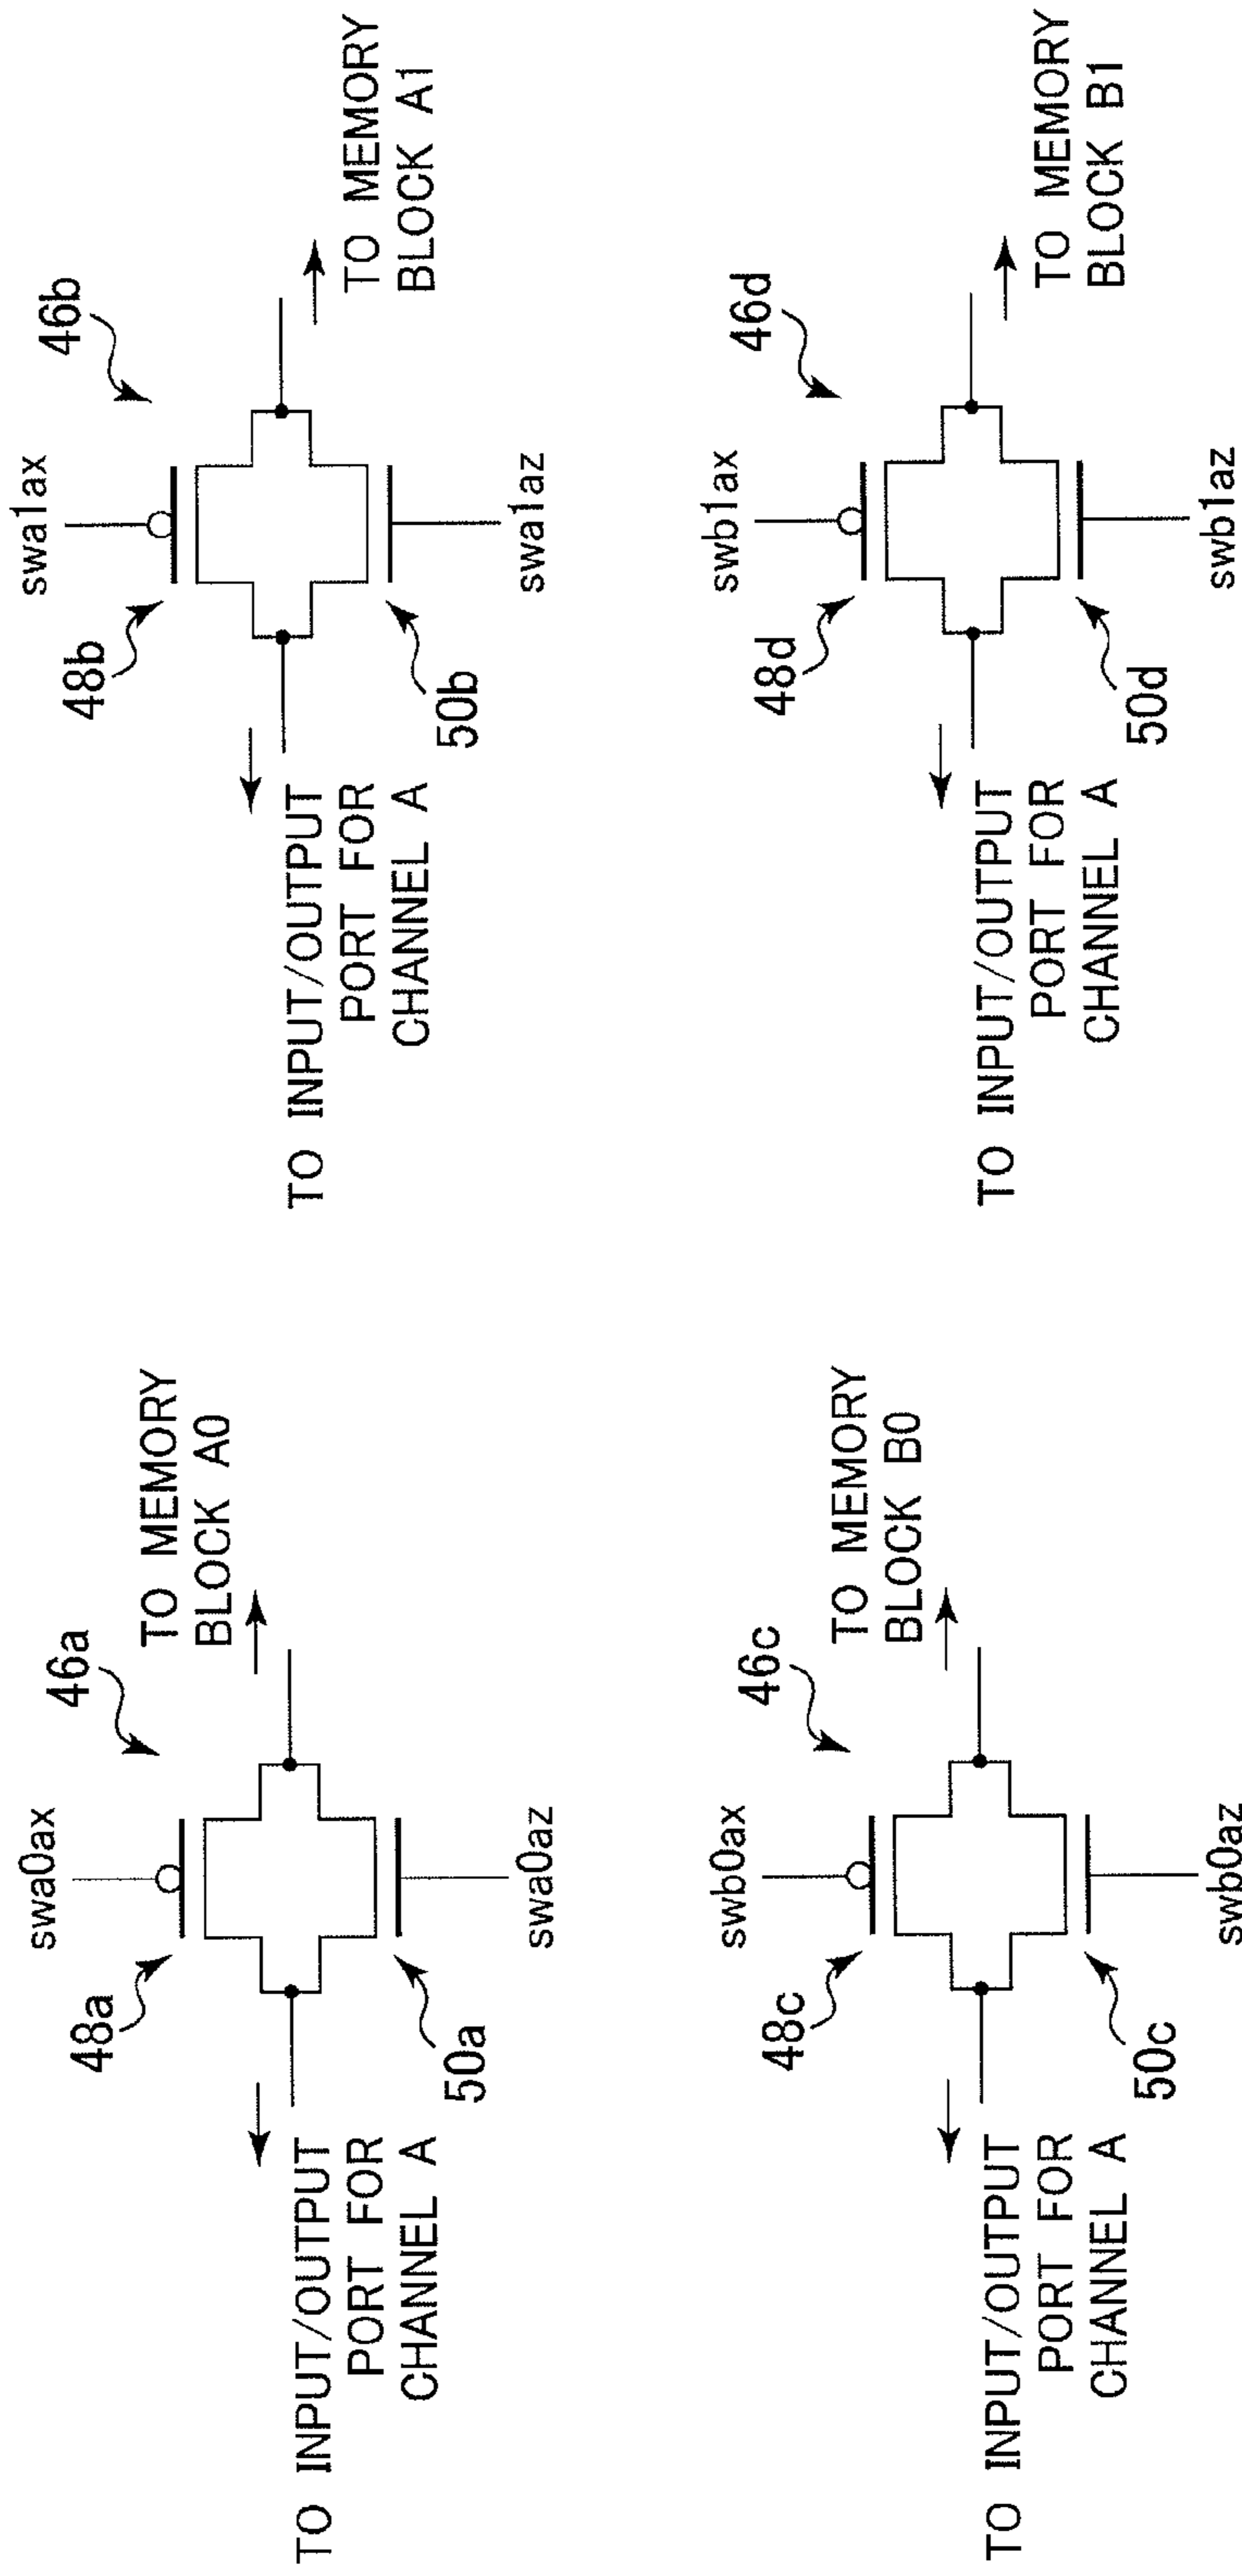 swa0ax
46a
48a
TO MEMORY
BLOCK A0
TO INPUT/OUTPUT
PORT FOR
CHANNEL A
50a
swa0az
swa1ax
46b
48b
TO MEMORY
BLOCK A1
TO INPUT/OUTPUT
PORT FOR
CHANNEL A
50b
swa1az
swb0ax
46c
48c
TO MEMORY
BLOCK B0
TO INPUT/OUTPUT
PORT FOR
CHANNEL A
50c
swb0az
swb1ax
46d
48d
TO MEMORY
BLOCK B1
TO INPUT/OUTPUT
PORT FOR
CHANNEL A
50d
swb1az